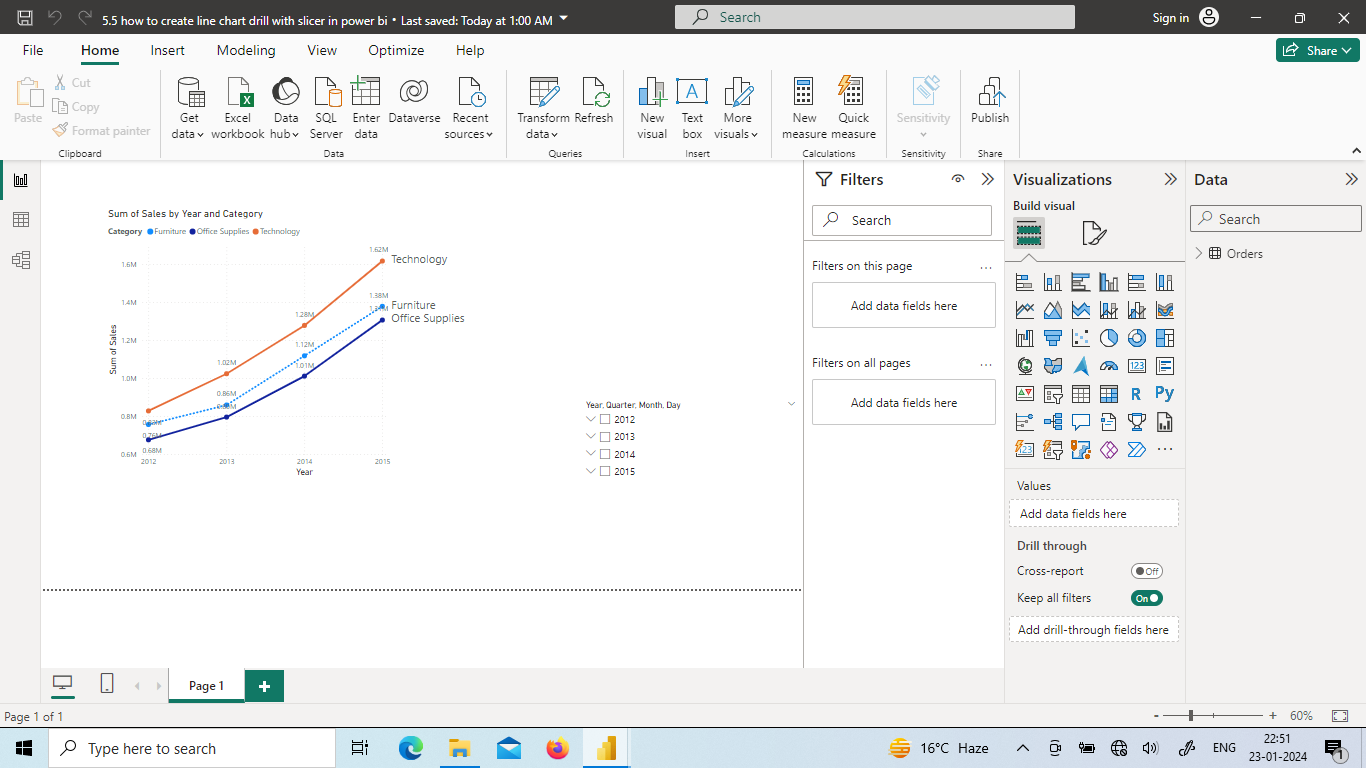 5.5 how to create line chart drill with slicer in power bi • Last saved: Today at 1:00 AM
Search
Sign in
File Home Insert Modeling View Optimize Help
Share
Paste
Cut
Copy
Format painter
Clipboard
Get data
Excel workbook
Data hub
SQL Server
Enter data
Dataverse
Recent sources
Data
Transform data
Refresh
Queries
New visual
Text box
More visuals
Insert
New measure
Quick measure
Calculations
Sensitivity
Sensitivity
Publish
Share
Sum of Sales by Year and Category
Category Furniture Office Supplies Technology
Sum of Sales
1.6M
1.4M
1.2M
1.0M
0.8M
0.6M
1.62M
1.38M
1.28M
1.12M
1.01M
1.02M
0.86M
0.76M
0.68M
Technology
Furniture
Office Supplies
2012 2013 2014 2015
Year
Year, Quarter, Month, Day
2012
2013
2014
2015
Filters
Search
Filters on this page
...
Add data fields here
Filters on all pages
...
Add data fields here
Visualizations
Build visual
123
R
Py
123
...
Values
Add data fields here
Drill through
Cross-report
Off
Keep all filters
On
Add drill-through fields here
Data
Search
Orders
Page 1
+
Page 1 of 1
- + 60%
Type here to search
16°C Haze
ENG
22:51
23-01-2024
1